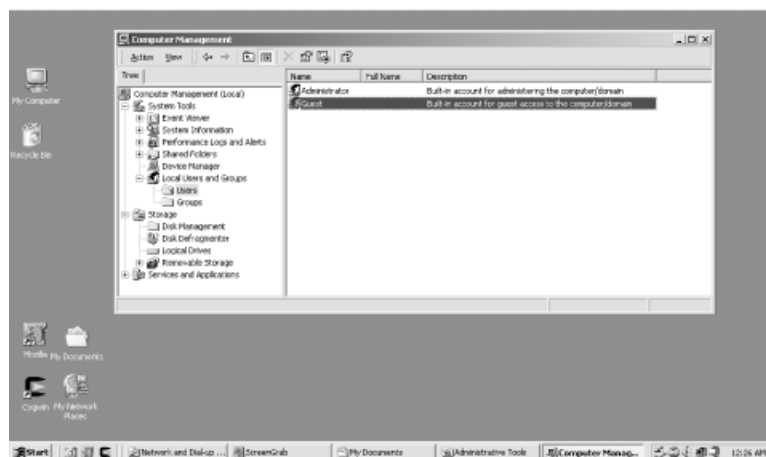 Computer Management
Action View
Tree
Name Full Name Description
Computer Management (Local)
System Tools
Event Viewer
System Information
Performance Logs and Alerts
Shared Folders
Device Manager
Local Users and Groups
Users
Groups
Storage
Disk Management
Disk Defragmenter
Logical Drives
Removable Storage
Services and Applications
Administrator Built-in account for administering the computer/domain
Guest Built-in account for guest access to the computer/domain
My Computer
Recycle Bin
Mozilla
My Documents
Cygwin
My Network Places
Start
Network and Dial-up ...
ScreenGrab
My Documents
Administrative Tools
Computer Manag...
12:26 AM